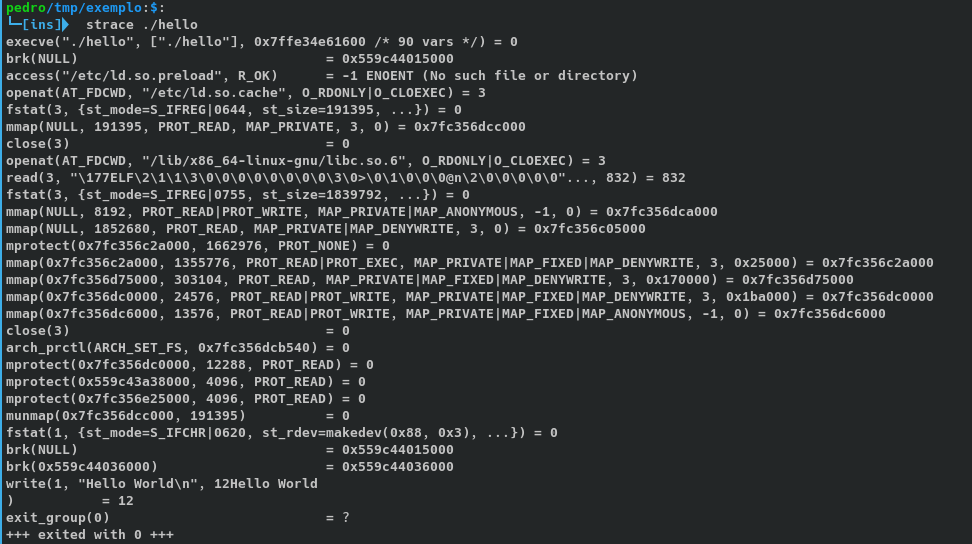 pedro/tmp/exemplo:$:
└─[ins] strace ./hello
execve("./hello", ["./hello"], 0x7ffe34e61600 /* 90 vars */) = 0
brk(NULL)                               = 0x559c44015000
access("/etc/ld.so.preload", R_OK)      = -1 ENOENT (No such file or directory)
openat(AT_FDCWD, "/etc/ld.so.cache", O_RDONLY|O_CLOEXEC) = 3
fstat(3, {st_mode=S_IFREG|0644, st_size=191395, ...}) = 0
mmap(NULL, 191395, PROT_READ, MAP_PRIVATE, 3, 0) = 0x7fc356dcc000
close(3)                                = 0
openat(AT_FDCWD, "/lib/x86_64-linux-gnu/libc.so.6", O_RDONLY|O_CLOEXEC) = 3
read(3, "\177ELF\2\1\1\3\0\0\0\0\0\0\0\0\3\0>\0\1\0\0\0@n\2\0\0\0\0\0"..., 832) = 832
fstat(3, {st_mode=S_IFREG|0755, st_size=1839792, ...}) = 0
mmap(NULL, 8192, PROT_READ|PROT_WRITE, MAP_PRIVATE|MAP_ANONYMOUS, -1, 0) = 0x7fc356dca000
mmap(NULL, 1852680, PROT_READ, MAP_PRIVATE|MAP_DENYWRITE, 3, 0) = 0x7fc356c05000
mprotect(0x7fc356c2a000, 1662976, PROT_NONE) = 0
mmap(0x7fc356c2a000, 1355776, PROT_READ|PROT_EXEC, MAP_PRIVATE|MAP_FIXED|MAP_DENYWRITE, 3, 0x25000) = 0x7fc356c2a000
mmap(0x7fc356d75000, 303104, PROT_READ, MAP_PRIVATE|MAP_FIXED|MAP_DENYWRITE, 3, 0x170000) = 0x7fc356d75000
mmap(0x7fc356dc0000, 24576, PROT_READ|PROT_WRITE, MAP_PRIVATE|MAP_FIXED|MAP_DENYWRITE, 3, 0x1ba000) = 0x7fc356dc0000
mmap(0x7fc356dc6000, 13576, PROT_READ|PROT_WRITE, MAP_PRIVATE|MAP_FIXED|MAP_ANONYMOUS, -1, 0) = 0x7fc356dc6000
close(3)                                = 0
arch_prctl(ARCH_SET_FS, 0x7fc356dcb540) = 0
mprotect(0x7fc356dc0000, 12288, PROT_READ) = 0
mprotect(0x559c43a38000, 4096, PROT_READ) = 0
mprotect(0x7fc356e25000, 4096, PROT_READ) = 0
munmap(0x7fc356dcc000, 191395)          = 0
fstat(1, {st_mode=S_IFCHR|0620, st_rdev=makedev(0x88, 0x3), ...}) = 0
brk(NULL)                               = 0x559c44015000
brk(0x559c44036000)                     = 0x559c44036000
write(1, "Hello World\n", 12Hello World
)           = 12
exit_group(0)                           = ?
+++ exited with 0 +++